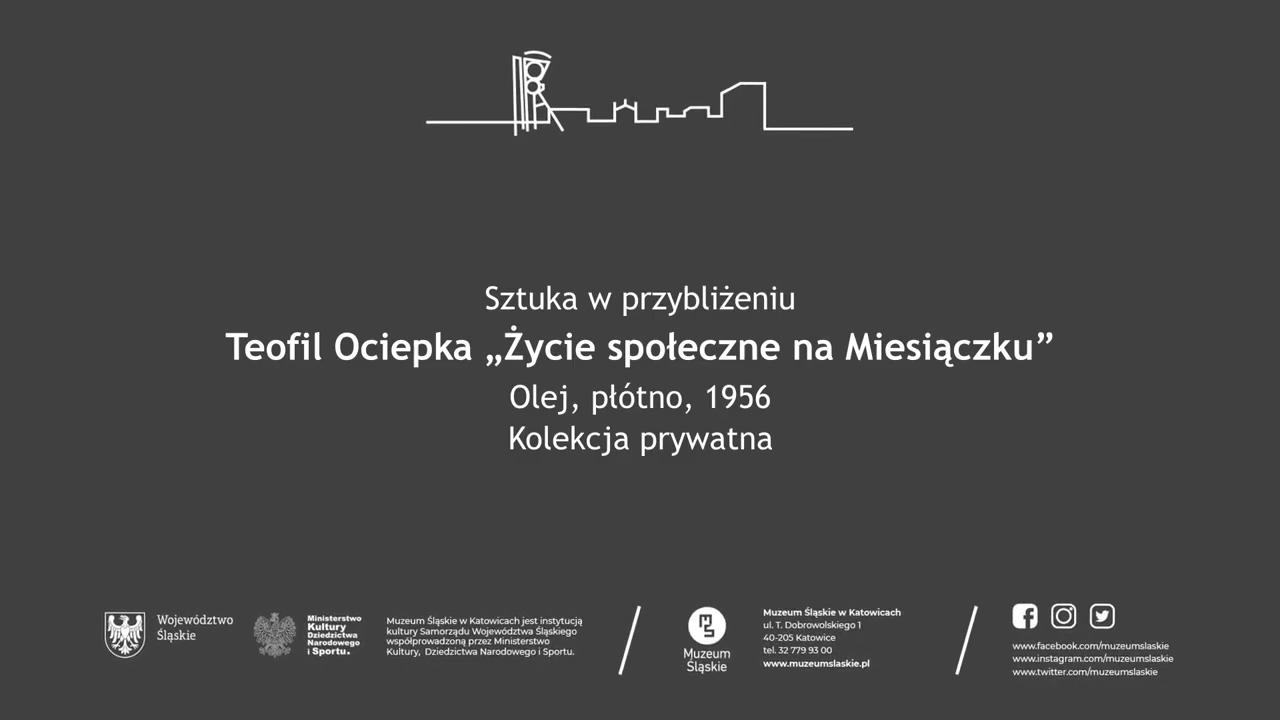 Sztuka w przybliżeniu
Teofil Ociepka „Życie społeczne na Miesiączku”
Olej, płótno, 1956
Kolekcja prywatna
Województwo
Śląskie
Ministerstwo
Kultury
Dziedzictwa
Narodowego
i Sportu.
Muzeum Śląskie w Katowicach jest instytucją
kultury Samorządu Województwa Śląskiego
współprowadzoną przez Ministerstwo
Kultury, Dziedzictwa Narodowego i Sportu.
Muzeum
Śląskie
Muzeum Śląskie w Katowicach
ul. T. Dobrowolskiego 1
40-205 Katowice
tel. 32 779 93 00
www.muzeumslaskie.pl
www.facebook.com/muzeumslaskie
www.instagram.com/muzeumslaskie
www.twitter.com/muzeumslaskie